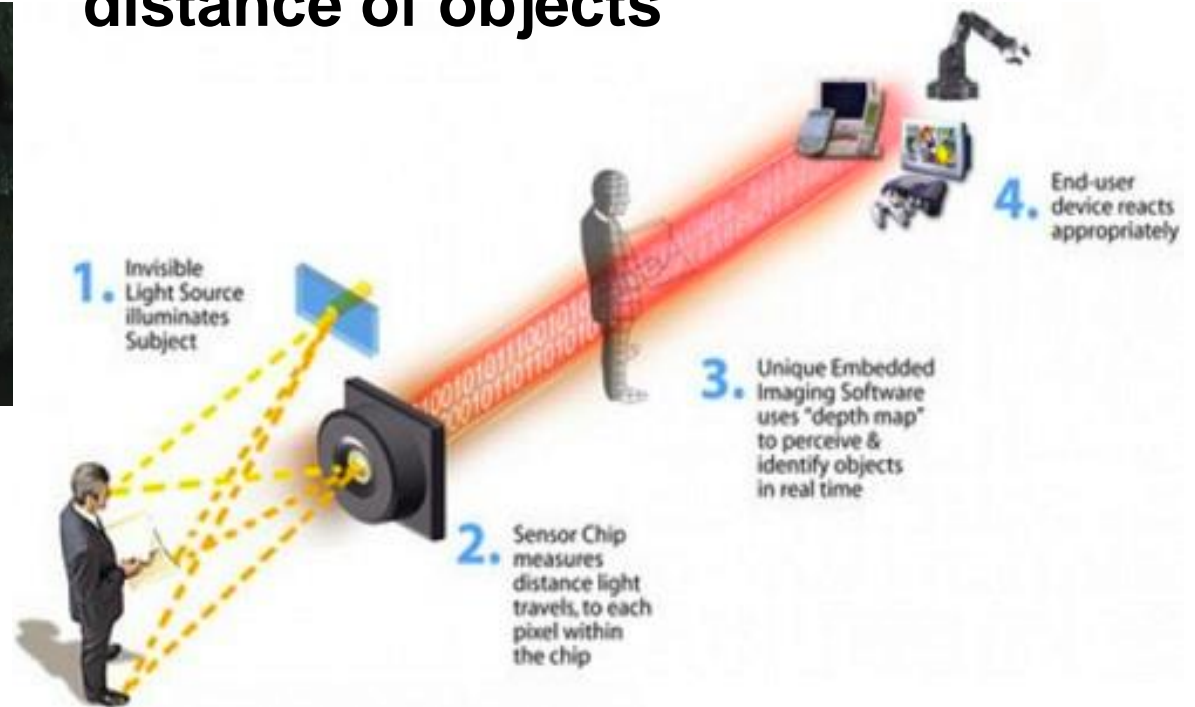 distance of objects
1. Invisible
Light Source
illuminates
Subject
2. Sensor Chip
measures
distance light
travels, to each
pixel within
the chip
3. Unique Embedded
Imaging Software
uses "depth map"
to perceive &
identify objects
in real time
4. End-user
device reacts
appropriately